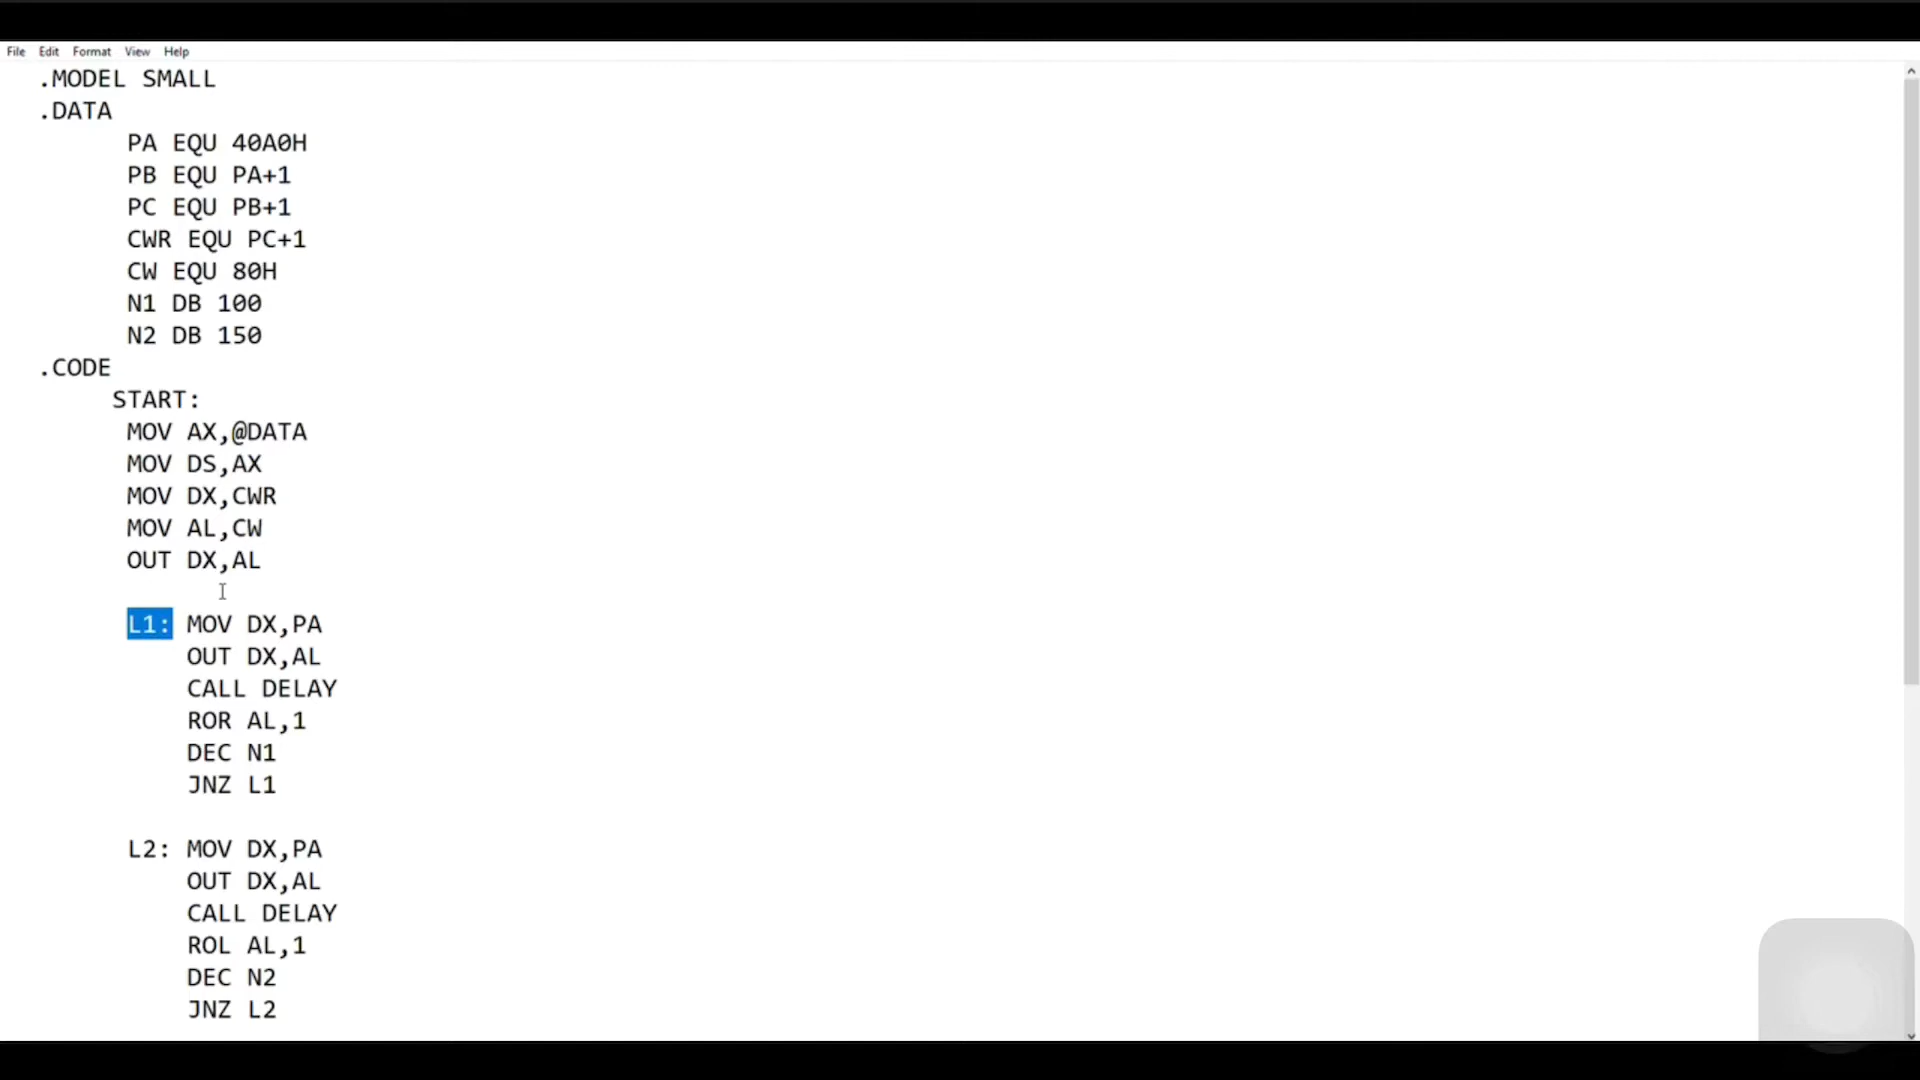 File Edit Format View Help
.MODEL SMALL
.DATA
PA EQU 40A0H
PB EQU PA+1
PC EQU PB+1
CWR EQU PC+1
CW EQU 80H
N1 DB 100
N2 DB 150
.CODE
START:
MOV AX,@DATA
MOV DS,AX
MOV DX,CWR
MOV AL,CW
OUT DX,AL
L1: MOV DX,PA
OUT DX,AL
CALL DELAY
ROR AL,1
DEC N1
JNZ L1
L2: MOV DX,PA
OUT DX,AL
CALL DELAY
ROL AL,1
DEC N2
JNZ L2